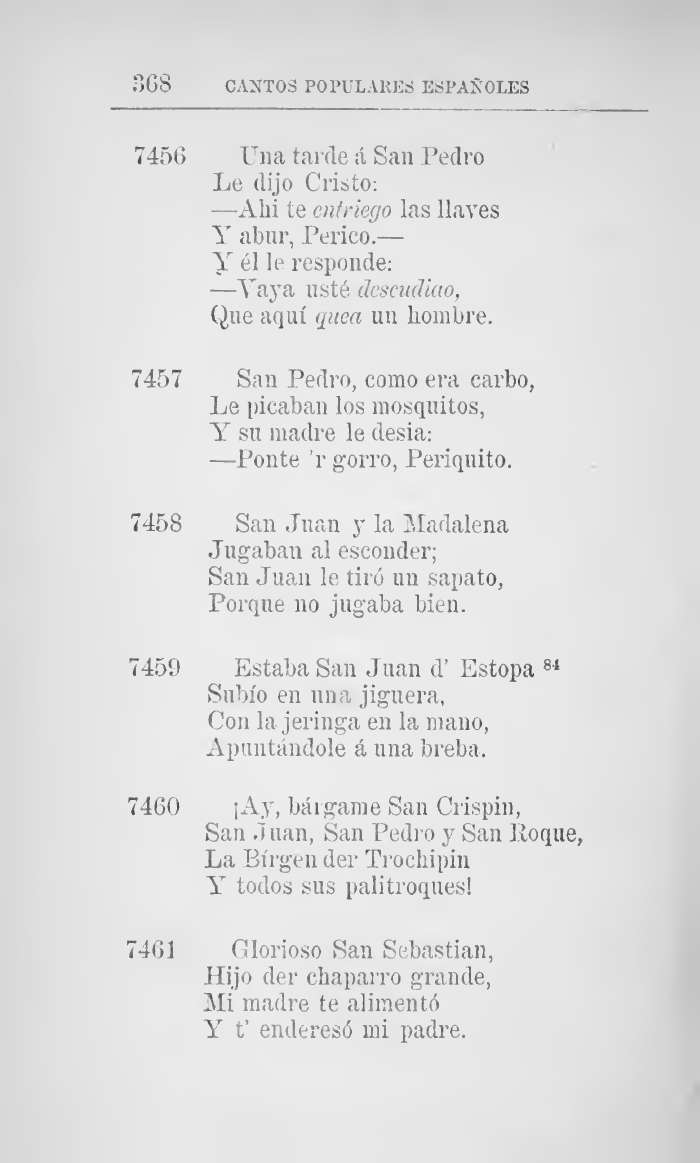 368 CANTOS POPULARES ESPAÑOLES
7456 Una tarde á San Pedro
Le dijo Cristo:
—Ahi te entriego las llaves
Y abur, Perico.—
Y él le responde:
—Vaya usté descudiao,
Que aquí quea un hombre.
7457 San Pedro, como era carbo,
Le picaban los mosquitos,
Y su madre le desia:
—Ponte 'r gorro, Periquito.
7458 San Juan y la Madalena
Jugaban al esconder;
San Juan le tiró un sapato,
Porque no jugaba bien.
7459 Estaba San Juan d' Estopa 84
Subío en una jiguera,
Con la jeringa en la mano,
Apuntándole á una breba.
7460 ¡Ay, bárgame San Crispin,
San Juan, San Pedro y San Roque,
La Bírgen der Trochipin
Y todos sus palitroques!
7461 Glorioso San Sebastian,
Hijo der chaparro grande,
Mi madre te alimentó
Y t' enderesó mi padre.